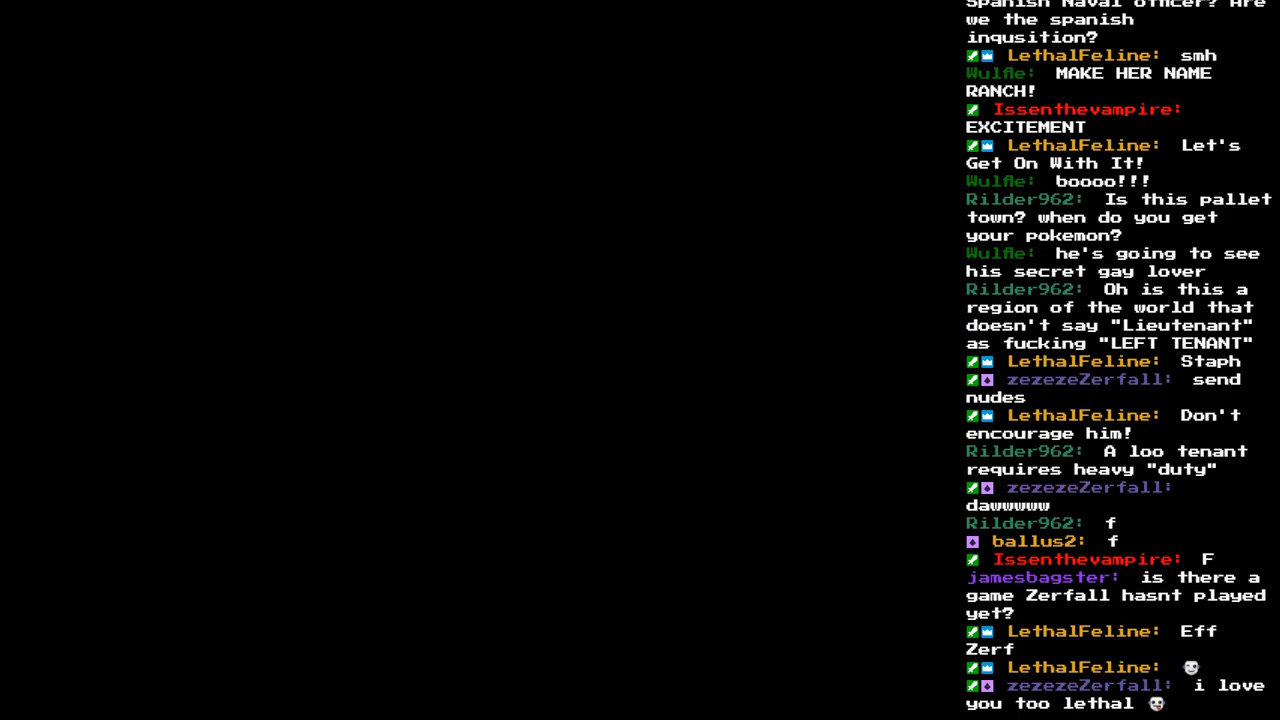 Spanish Naval officer? Are
we the spanish
inqusition?
LethalFeline: smh
Wulfie: MAKE HER NAME
RANCH!
Issenthevampire:
EXCITEMENT
LethalFeline: Let's
Get On With It!
Wulfie: boooo!!!
Rilder962: Is this pallet
town? when do you get
your pokemon?
Wulfie: he's going to see
his secret gay lover
Rilder962: Oh is this a
region of the world that
doesn't say "Lieutenant"
as fucking "LEFT TENANT"
LethalFeline: Staph
zezezeZerfall: send
nudes
LethalFeline: Don't
encourage him!
Rilder962: A loo tenant
requires heavy "duty"
zezezeZerfall:
dawwwww
Rilder962: f
ballus2: f
Issenthevampire: F
jamesbagster: is there a
game Zerfall hasnt played
yet?
LethalFeline: Eff
Zerf
LethalFeline:
zezezeZerfall: i love
you too lethal